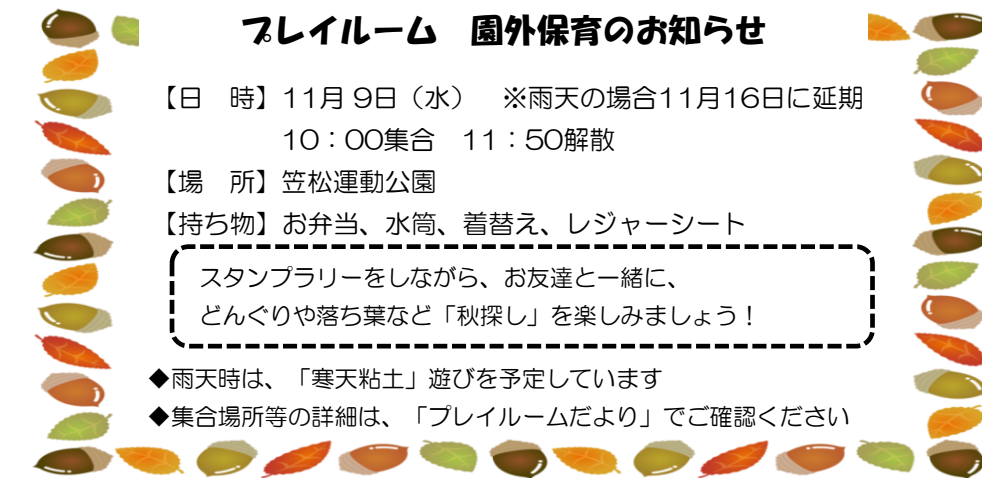 プレイルーム　園外保育のお知らせ
【日　時】11月 9日（水）　※雨天の場合11月16日に延期
10：00集合　11：50解散
【場　所】笠松運動公園
【持ち物】お弁当、水筒、着替え、レジャーシート
スタンプラリーをしながら、お友達と一緒に、
どんぐりや落ち葉など「秋探し」を楽しみましょう！
◆雨天時は、「寒天粘土」遊びを予定しています
◆集合場所等の詳細は、「プレイルームだより」でご確認ください